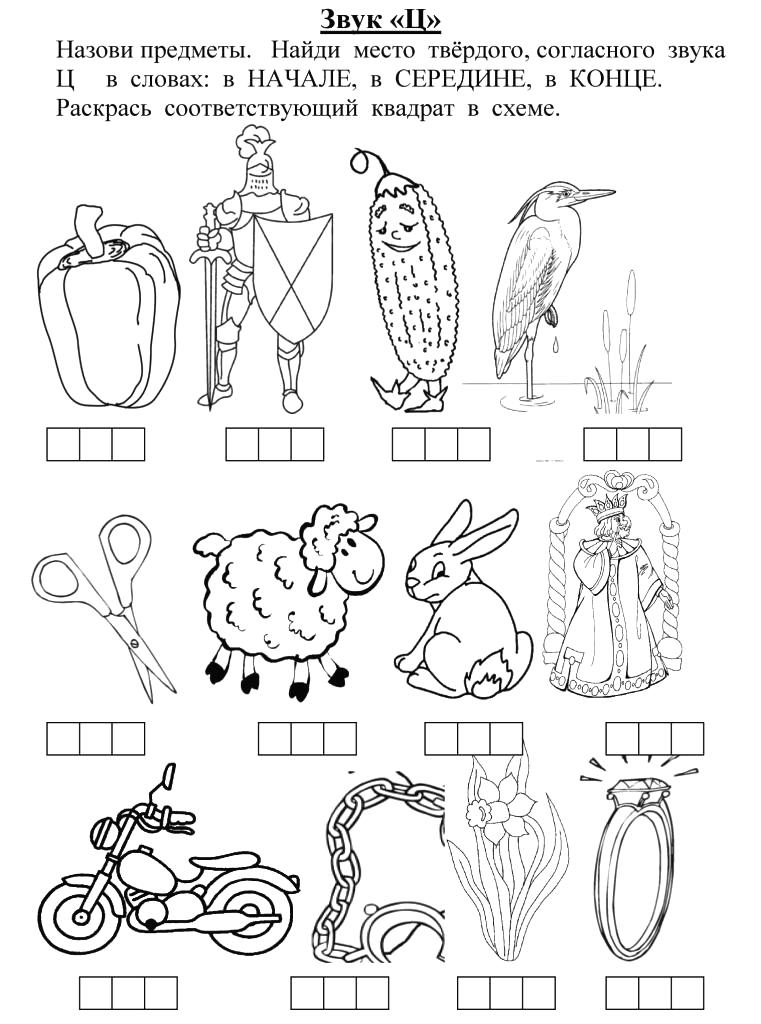 Звук «Ц»
Назови предметы. Найди место твёрдого, согласного звука
Ц в словах: в НАЧАЛЕ, в СЕРЕДИНЕ, в КОНЦЕ.
Раскрась соответствующий квадрат в схеме.